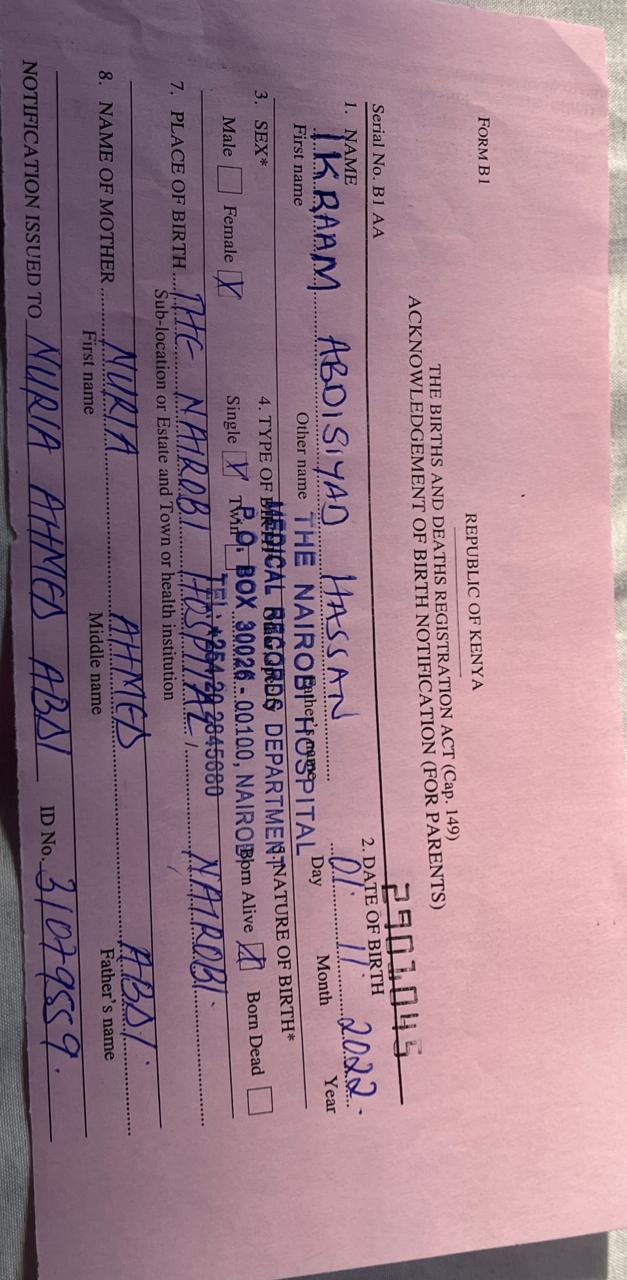 FORM B1
REPUBLIC OF KENYA
THE BIRTHS AND DEATHS REGISTRATION ACT (Cap. 149)
ACKNOWLEDGEMENT OF BIRTH NOTIFICATION (FOR PARENTS)
Serial No. B1 AA 2901045
1. NAME 2. DATE OF BIRTH
IKRAAM ABDISIYAD HASSAN 01. 11. 2022.
First name Other name Father's name Day Month Year
THE NAIROBI HOSPITAL
MEDICAL RECORDS DEPARTMENT
P.O. BOX 30026 - 00100, NAIROBI
3. SEX* 4. TYPE OF BIRTH NATURE OF BIRTH*
Male Female X Single X Twin Born Alive X Born Dead
7. PLACE OF BIRTH THE NAIROBI HOSPITAL / NAIROBI.
Sub-location or Estate and Town or health institution
8. NAME OF MOTHER NURIA AHMED ABDI.
First name Middle name Father's name
NOTIFICATION ISSUED TO NURIA AHMED ABDI ID No. 31079559.